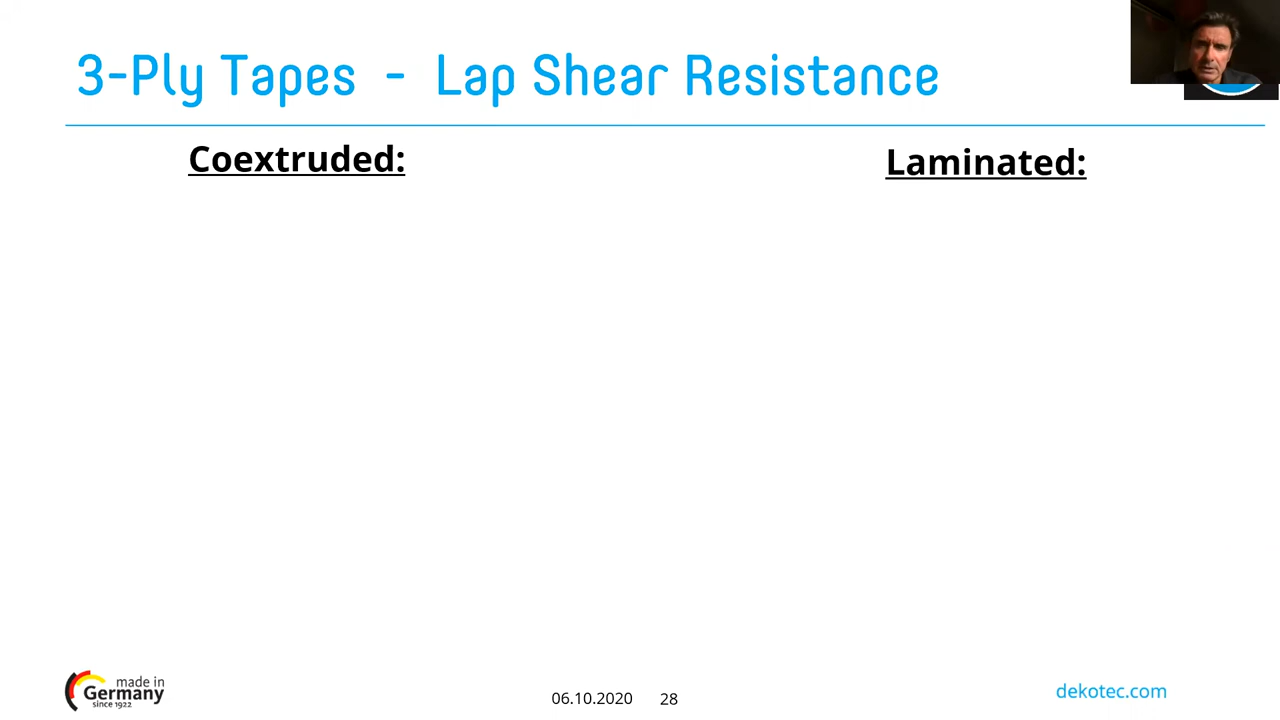 3-Ply Tapes - Lap Shear Resistance
Coextruded:
Laminated:
made in
Germany
since 1922
06.10.2020
28
dekotec.com